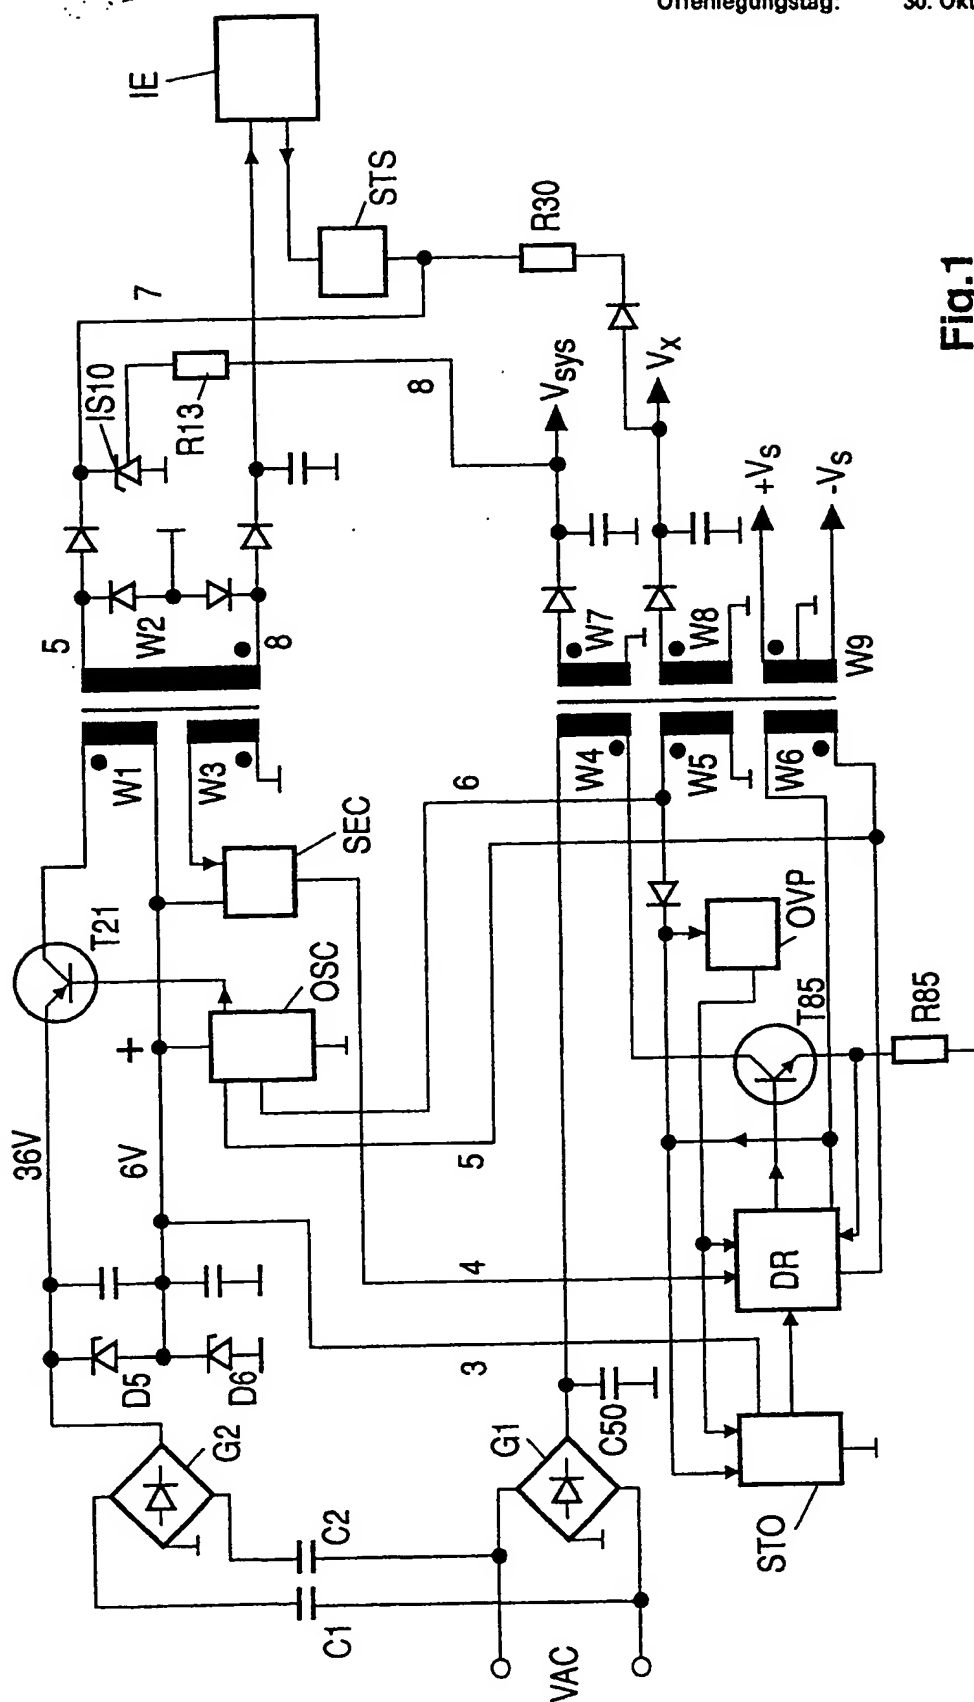 Offenlegungstag: 30. Okt
IE
STS
R30
7
IS10
R13
8
Vsys
Vx
+Vs
-Vs
5
W2
8
W7
W8
W9
W1
W3
W4
W5
W6
6
SEC
T21
OSC
OVP
T85
R85
+
36V
6V
5
4
DR
3
D5
D6
G2
G1
C50
STO
C2
C1
VAC
Fig.1